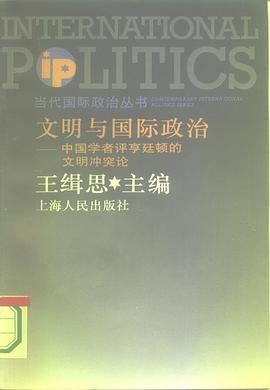 INTERNATIONAL
POLITICS
ip
当代国际政治丛书
CONTEMPORARY INTERNATIONAL
POLITICS SERIES
文明与国际政治
——中国学者评亨廷顿的
文明冲突论
王缉思★主编
上海人民出版社